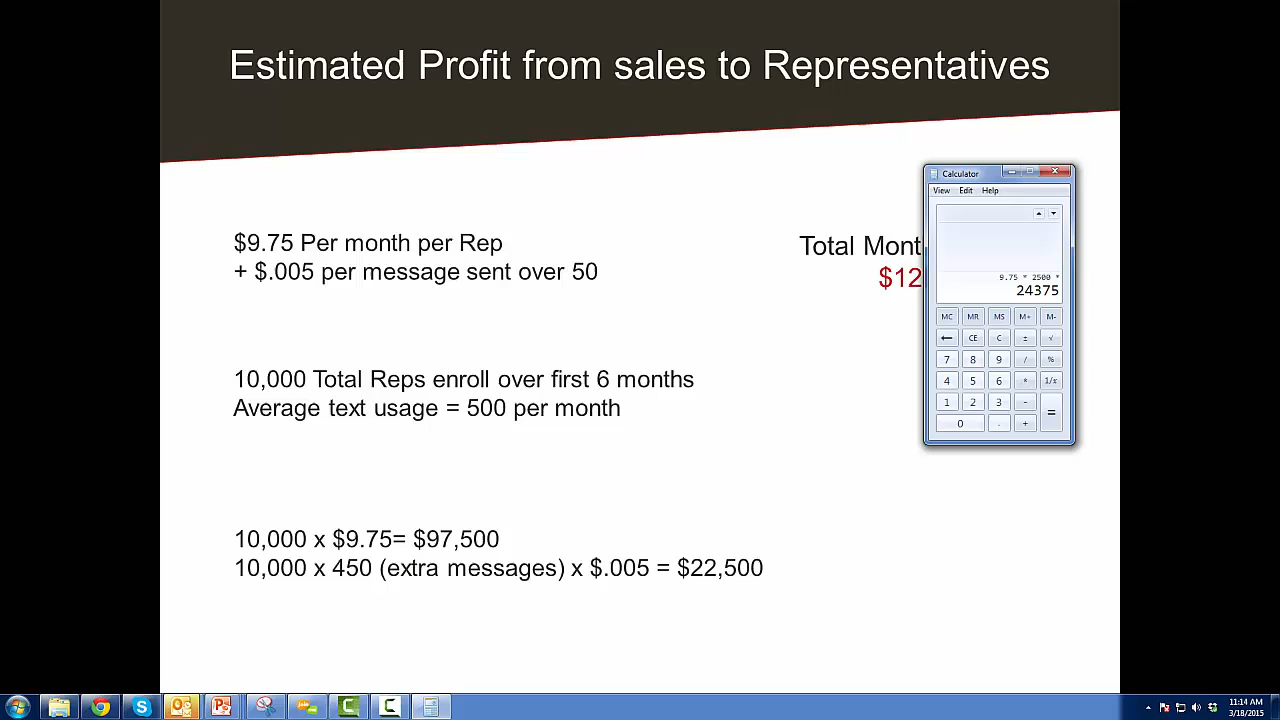 Estimated Profit from sales to Representatives
$9.75 Per month per Rep
+ $.005 per message sent over 50
Total Mont
$12
10,000 Total Reps enroll over first 6 months
Average text usage = 500 per month
10,000 x $9.75= $97,500
10,000 x 450 (extra messages) x $.005 = $22,500
Calculator
View Edit Help
9.75 * 2500 *
24375
MC MR MS M+ M-
← CE C ± √
7 8 9 / %
4 5 6 * 1/x
1 2 3 - =
0 . +
11:14 AM
3/18/2015